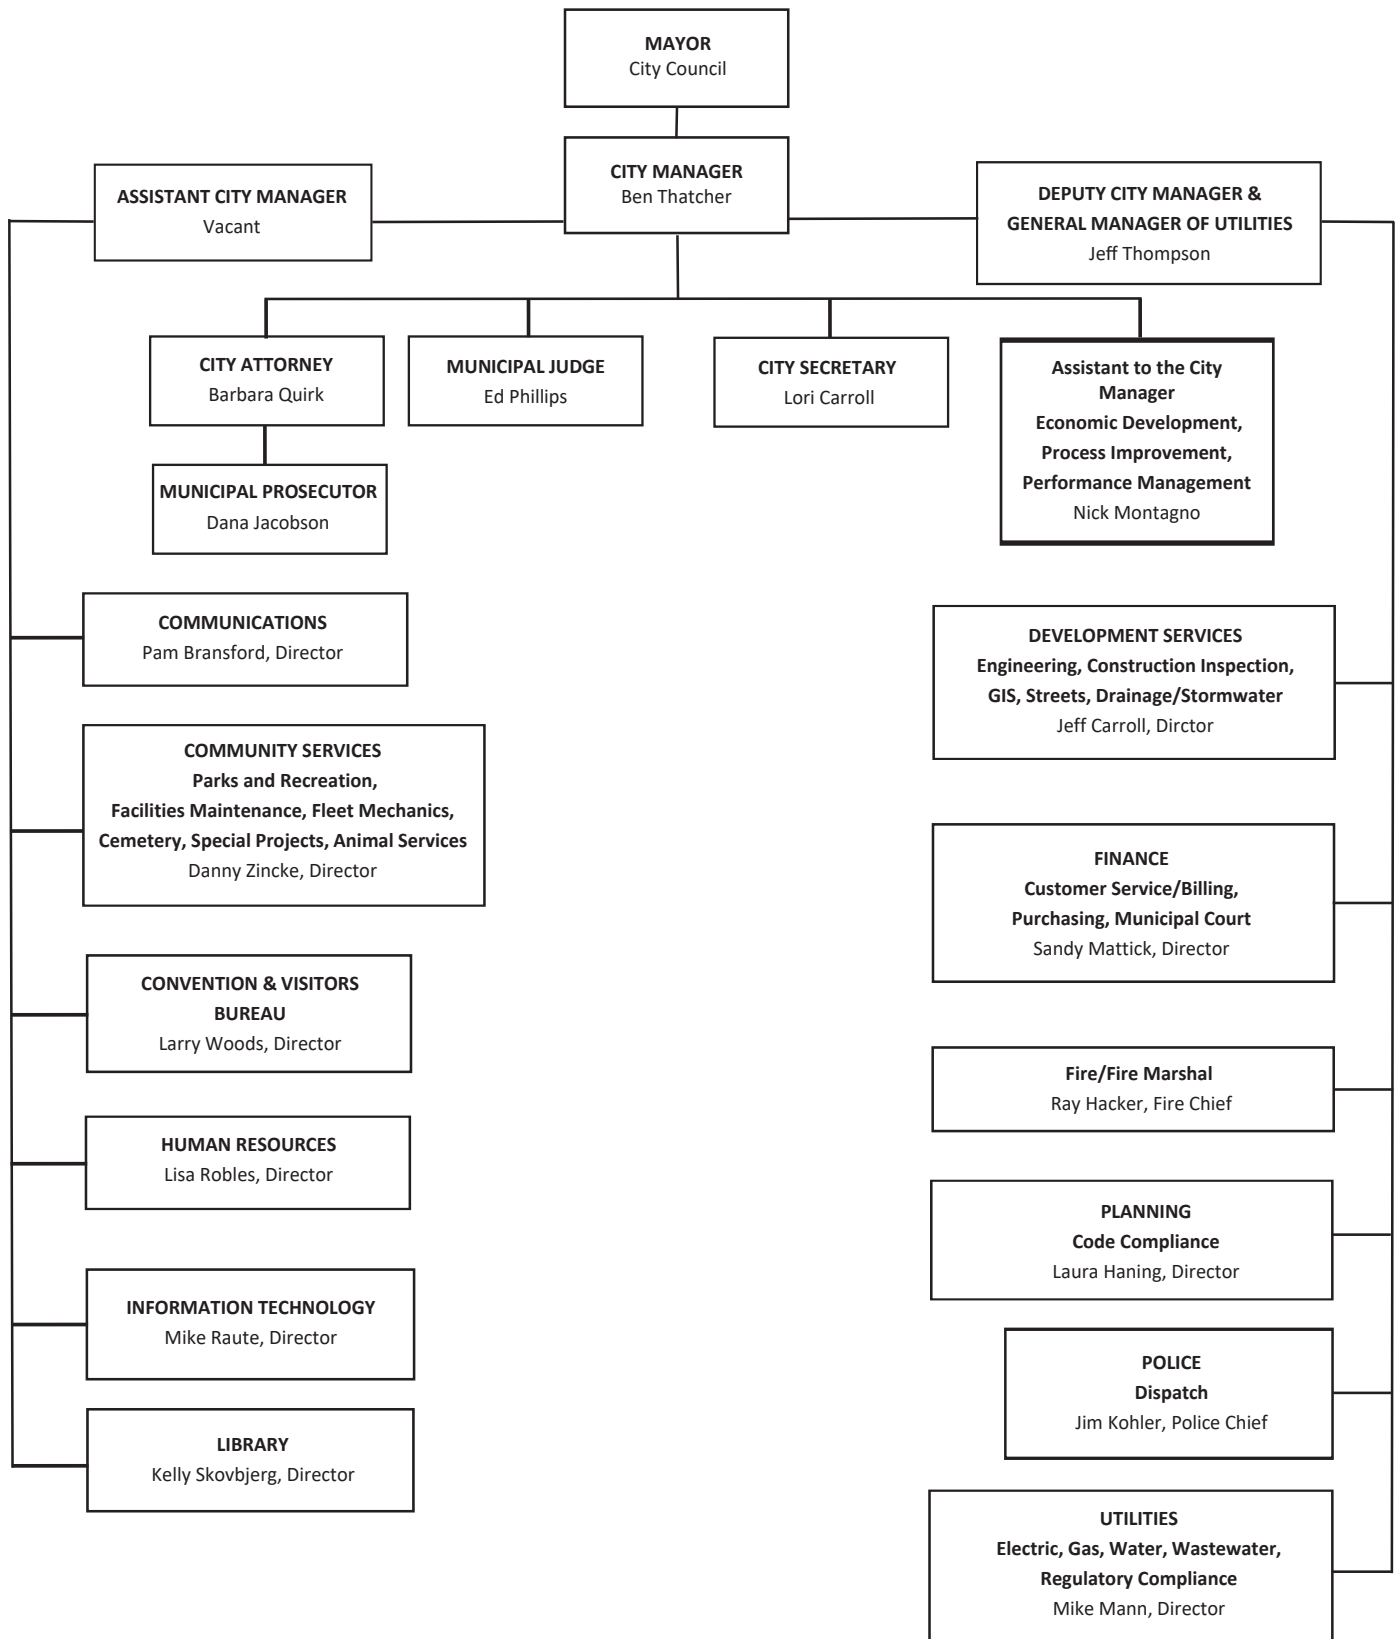 MAYOR
City Council
CITY MANAGER
Ben Thatcher
ASSISTANT CITY MANAGER
Vacant
DEPUTY CITY MANAGER &
GENERAL MANAGER OF UTILITIES
Jeff Thompson
CITY ATTORNEY
Barbara Quirk
MUNICIPAL JUDGE
Ed Phillips
CITY SECRETARY
Lori Carroll
Assistant to the City
Manager
Economic Development,
Process Improvement,
Performance Management
Nick Montagno
MUNICIPAL PROSECUTOR
Dana Jacobson
COMMUNICATIONS
Pam Bransford, Director
COMMUNITY SERVICES
Parks and Recreation,
Facilities Maintenance, Fleet Mechanics,
Cemetery, Special Projects, Animal Services
Danny Zincke, Director
CONVENTION & VISITORS
BUREAU
Larry Woods, Director
HUMAN RESOURCES
Lisa Robles, Director
INFORMATION TECHNOLOGY
Mike Raute, Director
LIBRARY
Kelly Skovbjerg, Director
DEVELOPMENT SERVICES
Engineering, Construction Inspection,
GIS, Streets, Drainage/Stormwater
Jeff Carroll, Dirctor
FINANCE
Customer Service/Billing,
Purchasing, Municipal Court
Sandy Mattick, Director
Fire/Fire Marshal
Ray Hacker, Fire Chief
PLANNING
Code Compliance
Laura Haning, Director
POLICE
Dispatch
Jim Kohler, Police Chief
UTILITIES
Electric, Gas, Water, Wastewater,
Regulatory Compliance
Mike Mann, Director